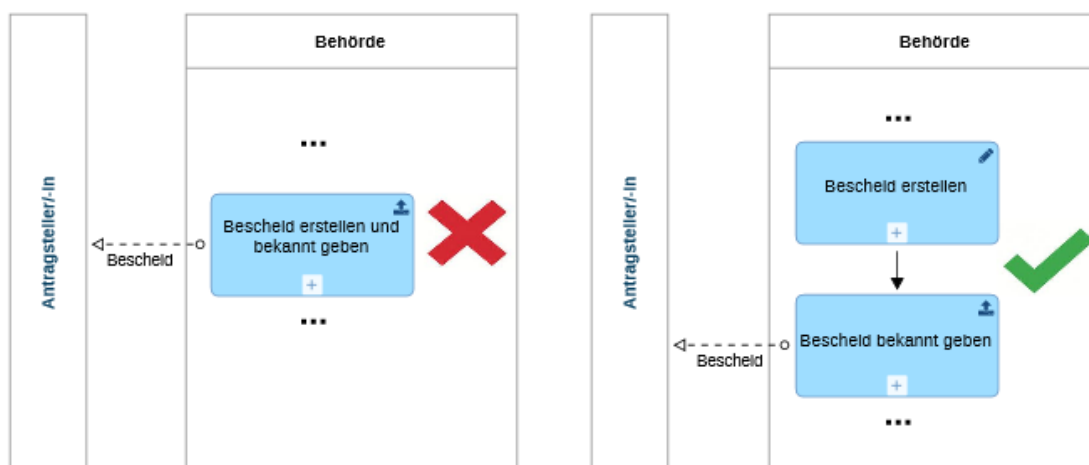 Behörde
Antragsteller/-in
...
Bescheid erstellen und
bekannt geben
Bescheid
...
Behörde
Antragsteller/-in
...
Bescheid erstellen
Bescheid bekannt geben
Bescheid
...